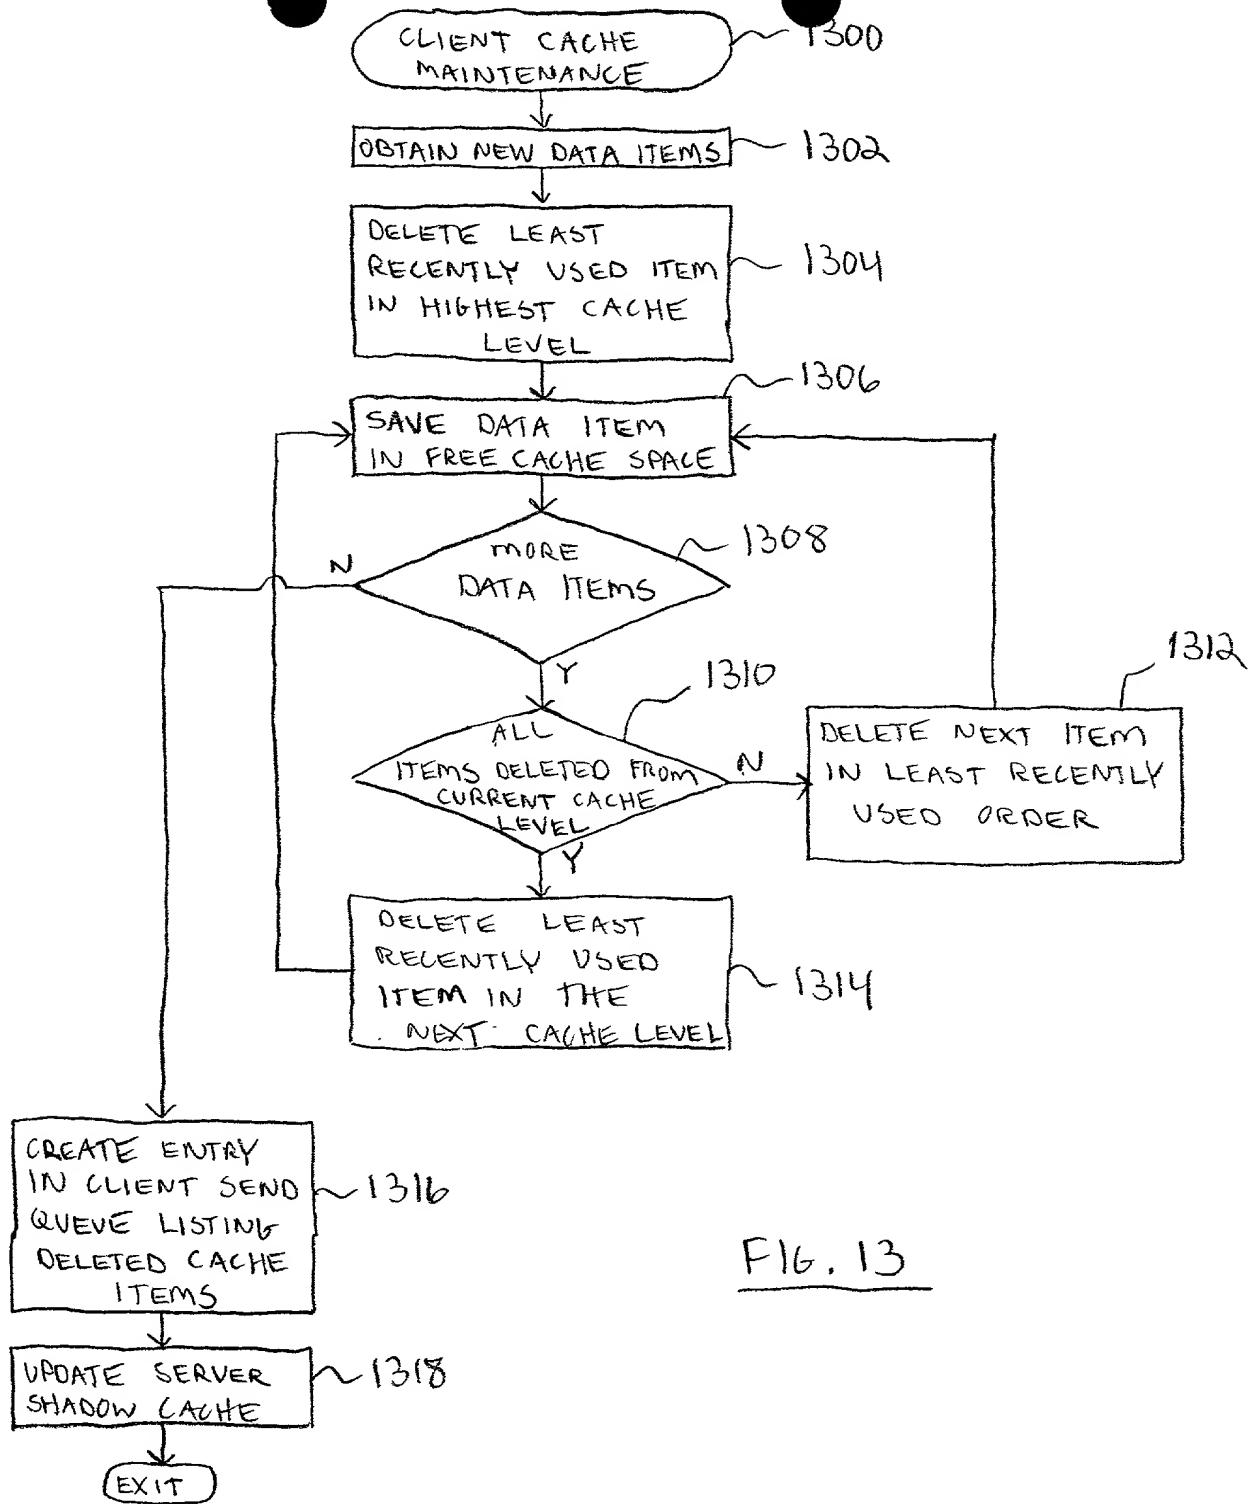 CLIENT CACHE
MAINTENANCE
1300
OBTAIN NEW DATA ITEMS
1302
DELETE LEAST
RECENTLY USED ITEM
IN HIGHEST CACHE
LEVEL
1304
1306
SAVE DATA ITEM
IN FREE CACHE SPACE
1308
MORE
DATA ITEMS
N
Y
1310
1312
ALL
ITEMS DELETED FROM
CURRENT CACHE
LEVEL
N
Y
DELETE NEXT ITEM
IN LEAST RECENTLY
USED ORDER
DELETE LEAST
RECENTLY USED
ITEM IN THE
NEXT CACHE LEVEL
1314
CREATE ENTRY
IN CLIENT SEND
QUEUE LISTING
DELETED CACHE
ITEMS
1316
FIG. 13
UPDATE SERVER
SHADOW CACHE
1318
EXIT